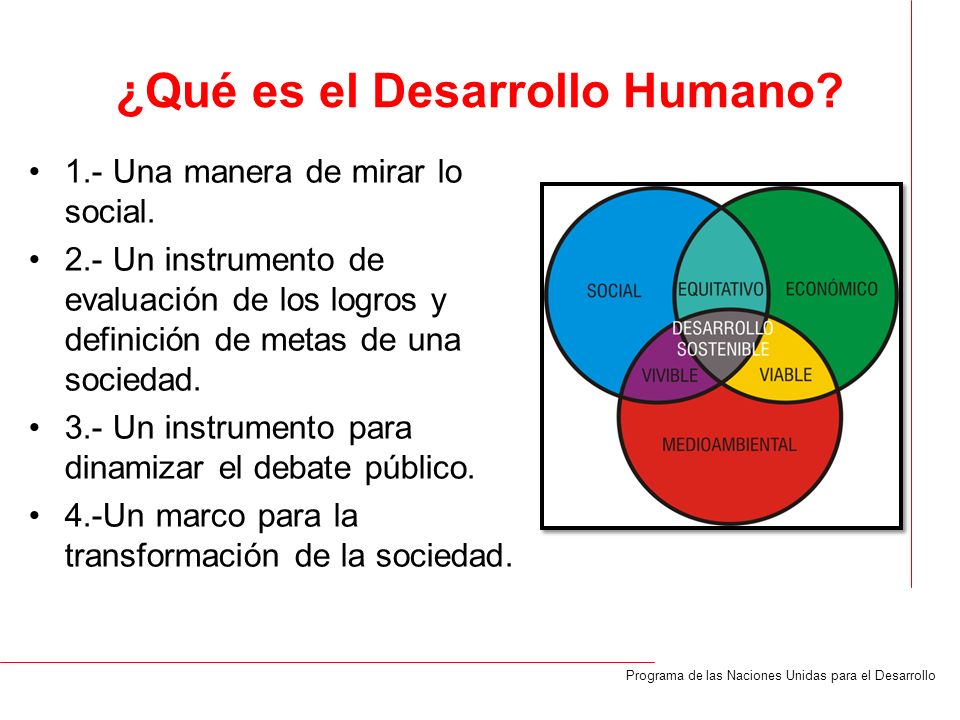 ¿Qué es el Desarrollo Humano?
• 1.- Una manera de mirar lo
social.
• 2.- Un instrumento de
evaluación de los logros y
definición de metas de una
sociedad.
• 3.- Un instrumento para
dinamizar el debate público.
• 4.-Un marco para la
transformación de la sociedad.
SOCIAL
EQUITATIVO
ECONÓMICO
DESARROLLO
SOSTENIBLE
VIVIBLE
VIABLE
MEDIOAMBIENTAL
Programa de las Naciones Unidas para el Desarrollo